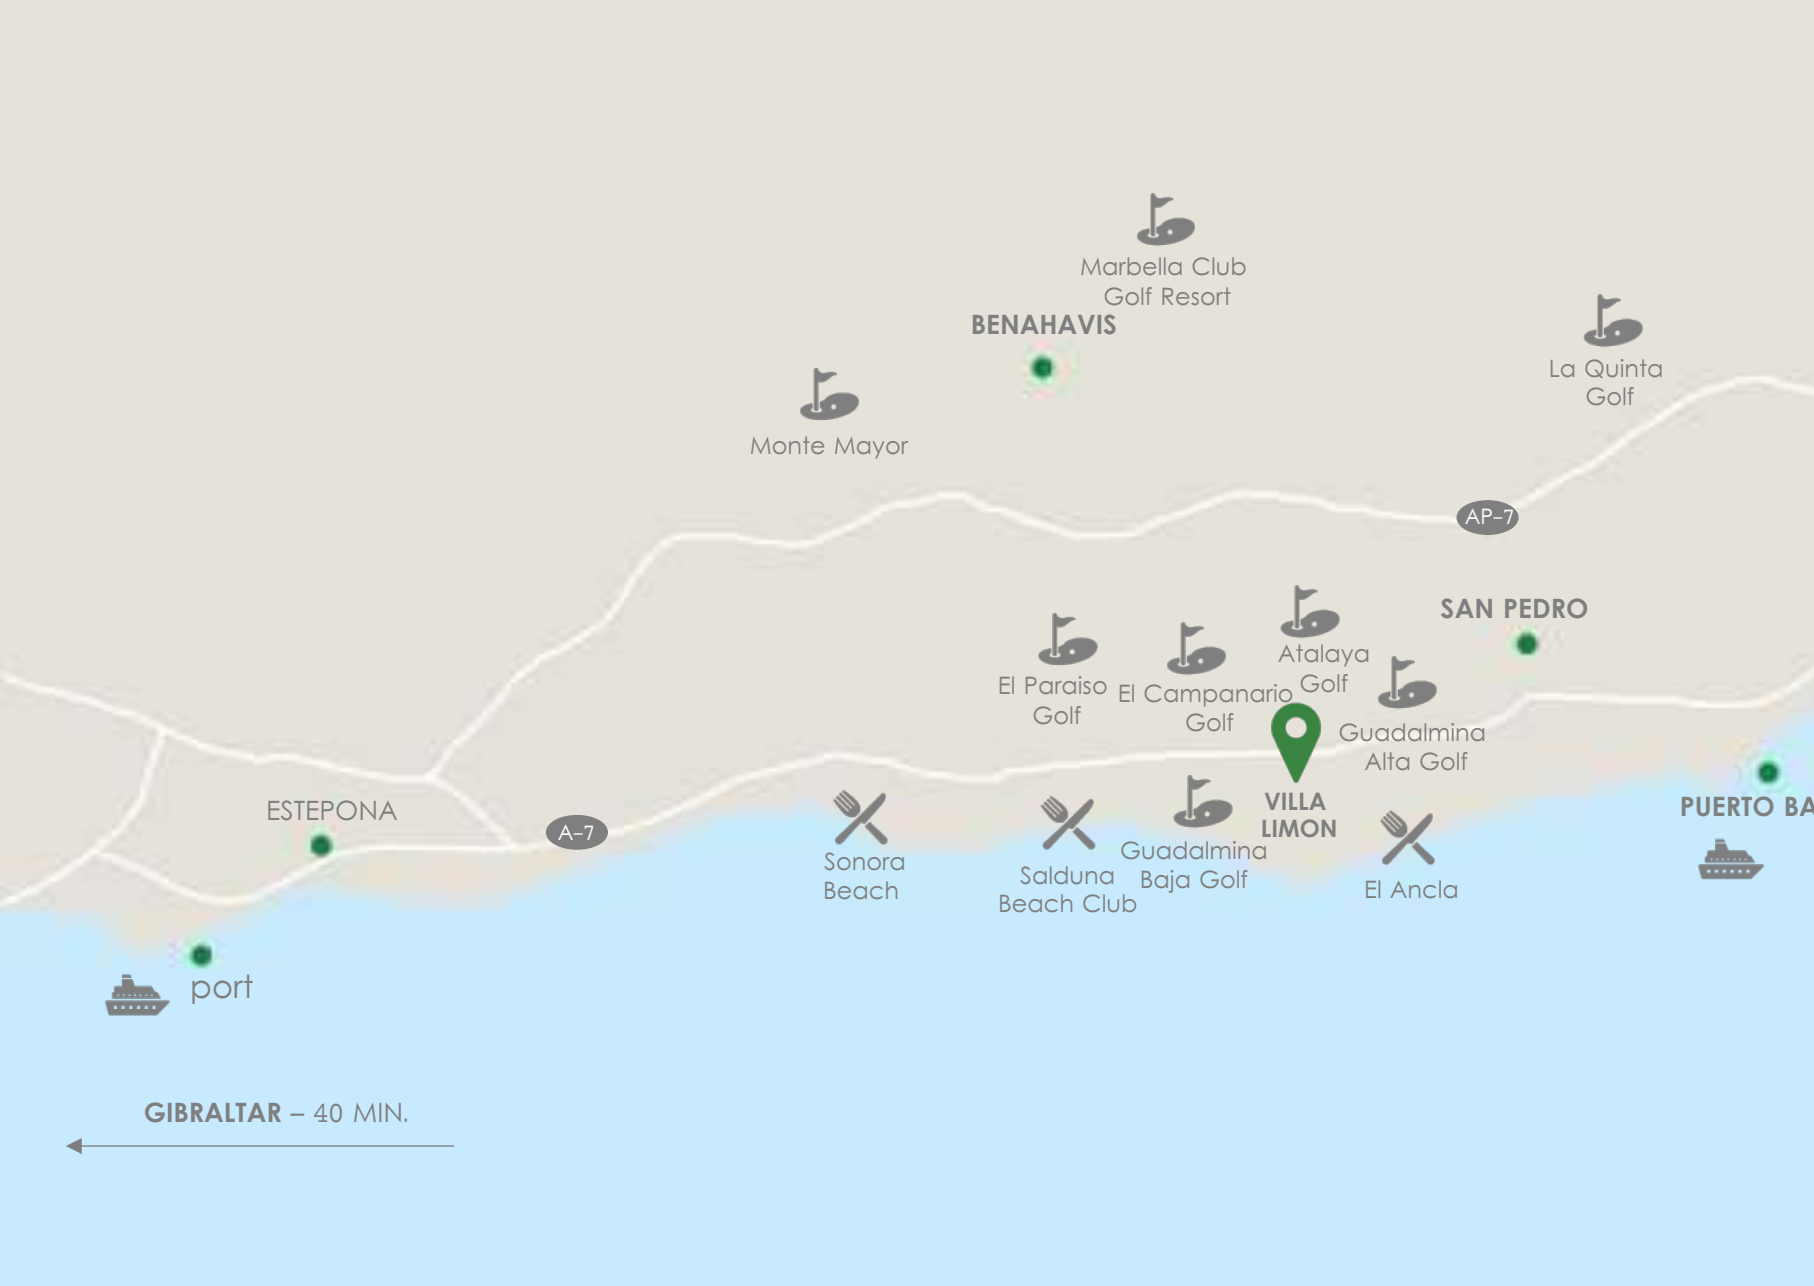 Marbella Club
Golf Resort
BENAHAVIS
La Quinta
Golf
Monte Mayor
AP-7
SAN PEDRO
Atalaya
Golf
El Paraiso
Golf
El Campanario
Golf
Guadalmina
Alta Golf
VILLA
LIMON
PUERTO BA
ESTEPONA
A-7
Sonora
Beach
Salduna
Beach Club
Guadalmina
Baja Golf
El Ancla
port
GIBRALTAR – 40 MIN.